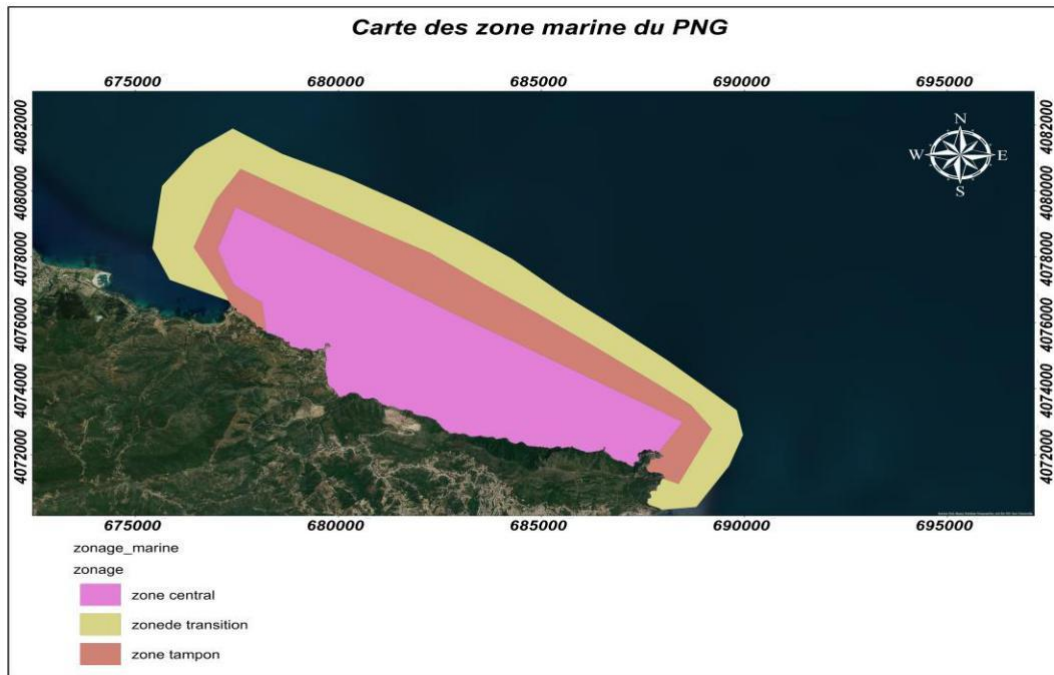 Carte des zone marine du PNG
675000 680000 685000 690000 695000
4082000
4080000
4078000
4076000
4074000
4072000
N
W E
S
4082000
4080000
4078000
4076000
4074000
4072000
675000 680000 685000 690000 695000
zonage_marine
zonage
zone central
zonede transition
zone tampon